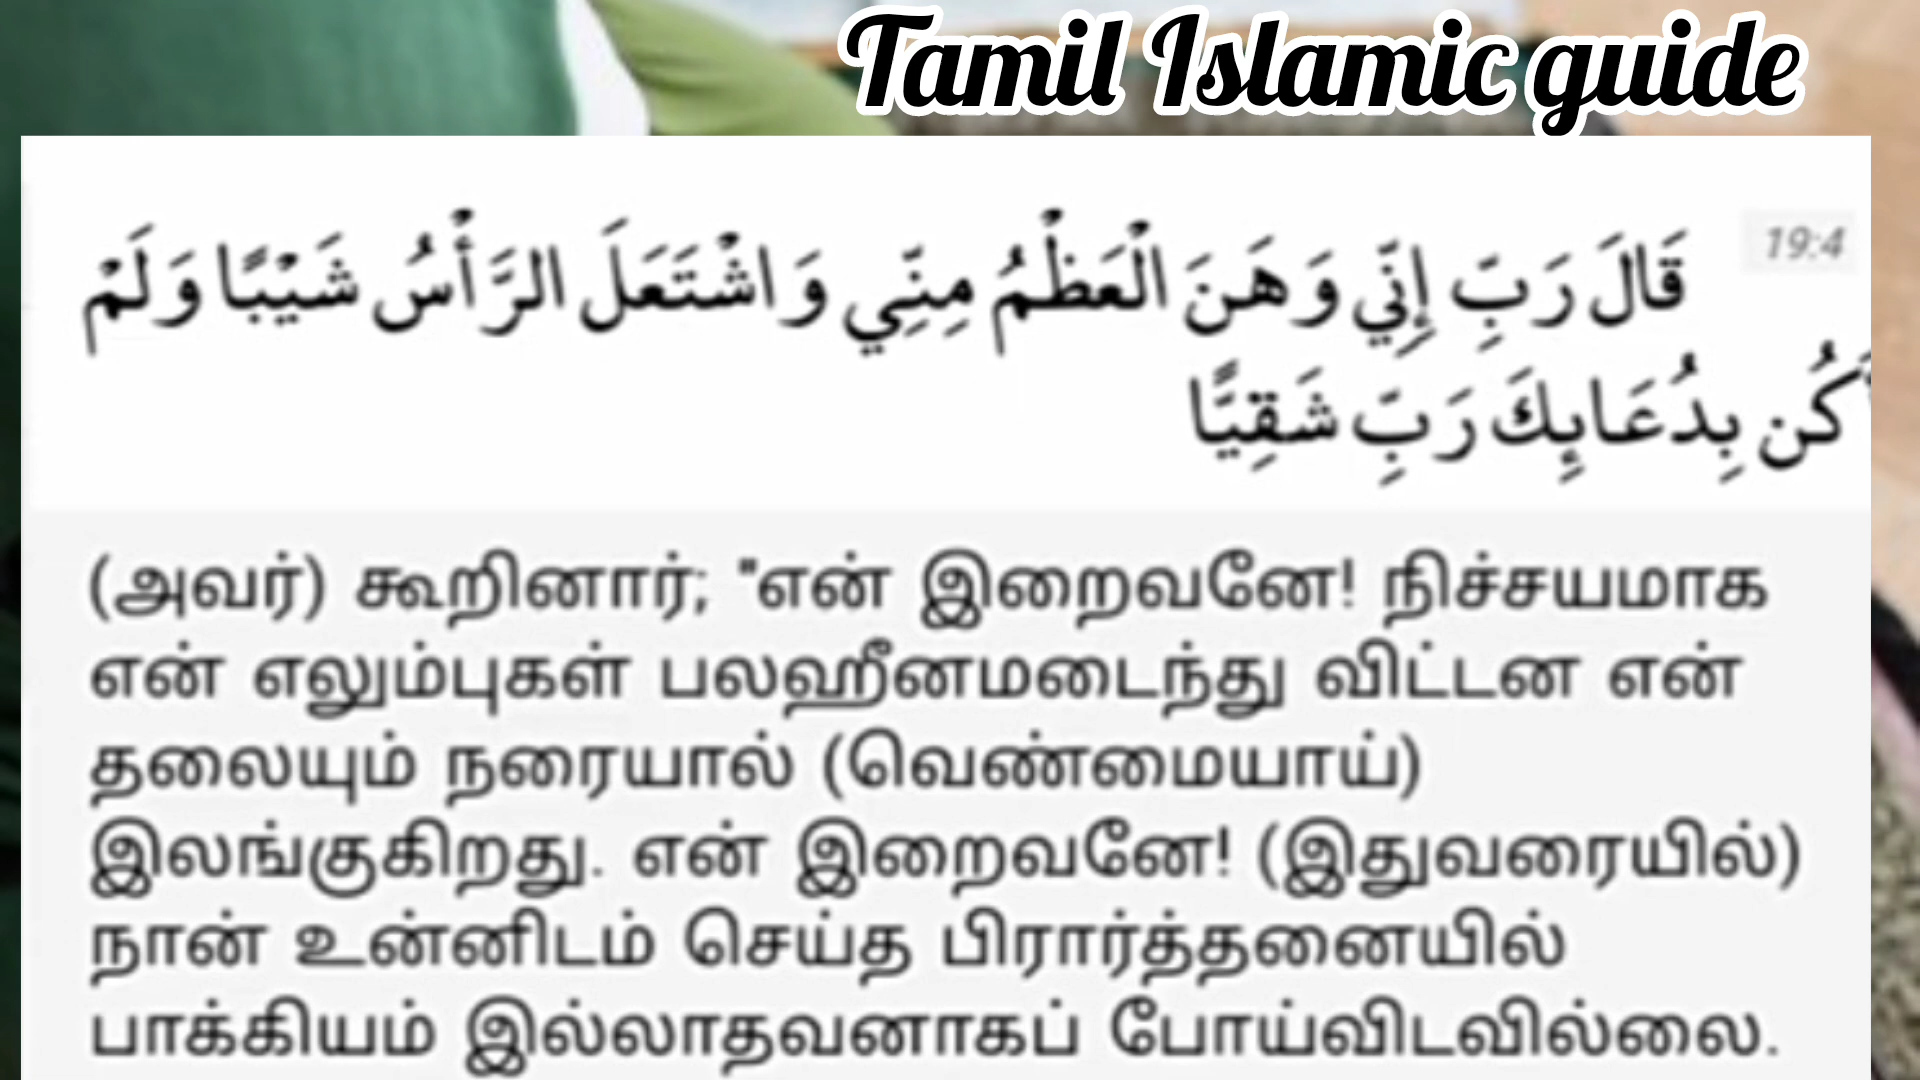 Tamil Islamic guide
19:4
قَالَ رَبِّ إِنِّي وَهَنَ الْعَظْمُ مِنِّي وَاشْتَعَلَ الرَّأْسُ شَيْبًا وَلَمْ
أَكُن بِدُعَائِكَ رَبِّ شَقِيًّا
(அவர்) கூறினார்; "என் இறைவனே! நிச்சயமாக
என் எலும்புகள் பலஹீனமடைந்து விட்டன என்
தலையும் நரையால் (வெண்மையாய்)
இலங்குகிறது. என் இறைவனே! (இதுவரையில்)
நான் உன்னிடம் செய்த பிரார்த்தனையில்
பாக்கியம் இல்லாதவனாகப் போய்விடவில்லை.